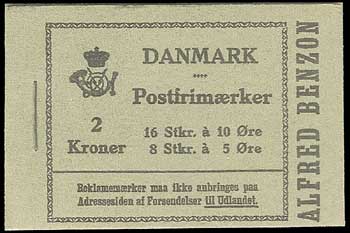 DANMARK
Postfrimærker
2
Kroner
16 Stkr. à 10 Øre
8 Stkr. à 5 Øre
Reklamemærker maa ikke anbringes paa
Adressesiden af Forsendelser til Udlandet.
ALFRED BENZON